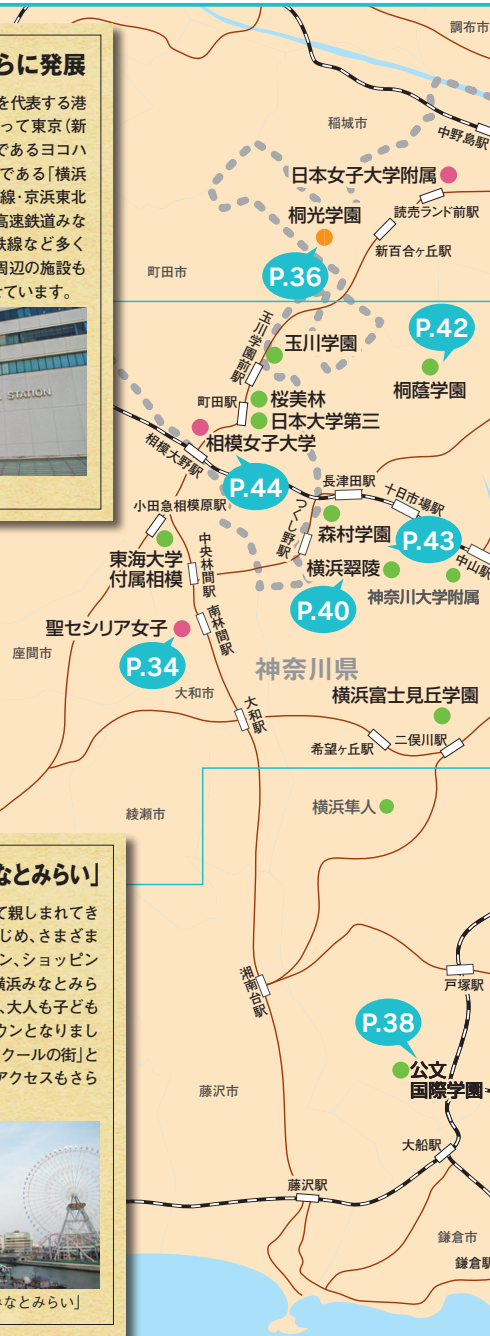 調布市
らに発展
を代表する港
って東京(新
であるヨコハ
である「横浜
線・京浜東北
高速鉄道みな
鉄線など多く
周辺の施設も
せています。
STATION
稲城市
中野島駅
日本女子大学附属
読売ランド前駅
桐光学園
新百合ヶ丘駅
P.36
町田市
玉川学園前駅
玉川学園
P.42
桐蔭学園
町田駅
桜美林
日本大学第三
相模女子大学
相模大野駅
P.44
長津田駅
十日市場駅
小田急相模原駅
つくし野駅
森村学園
P.43
中山駅
東海大学
付属相模
中央林間駅
横浜翠陵
神奈川大学附属
P.40
聖セシリア女子
南林間駅
座間市
P.34
神奈川県
大和市
横浜富士見丘学園
大和駅
希望ヶ丘駅
二俣川駅
綾瀬市
横浜隼人
なとみらい」
て親しまれてき
じめ、さまざま
ン、ショッピン
横浜みなとみら
、大人も子ども
ウンとなりまし
クールの街」と
アクセスもさら
みなとみらい」
湘南台駅
戸塚駅
P.38
公文
国際学園
藤沢市
大船駅
藤沢駅
鎌倉市
鎌倉駅